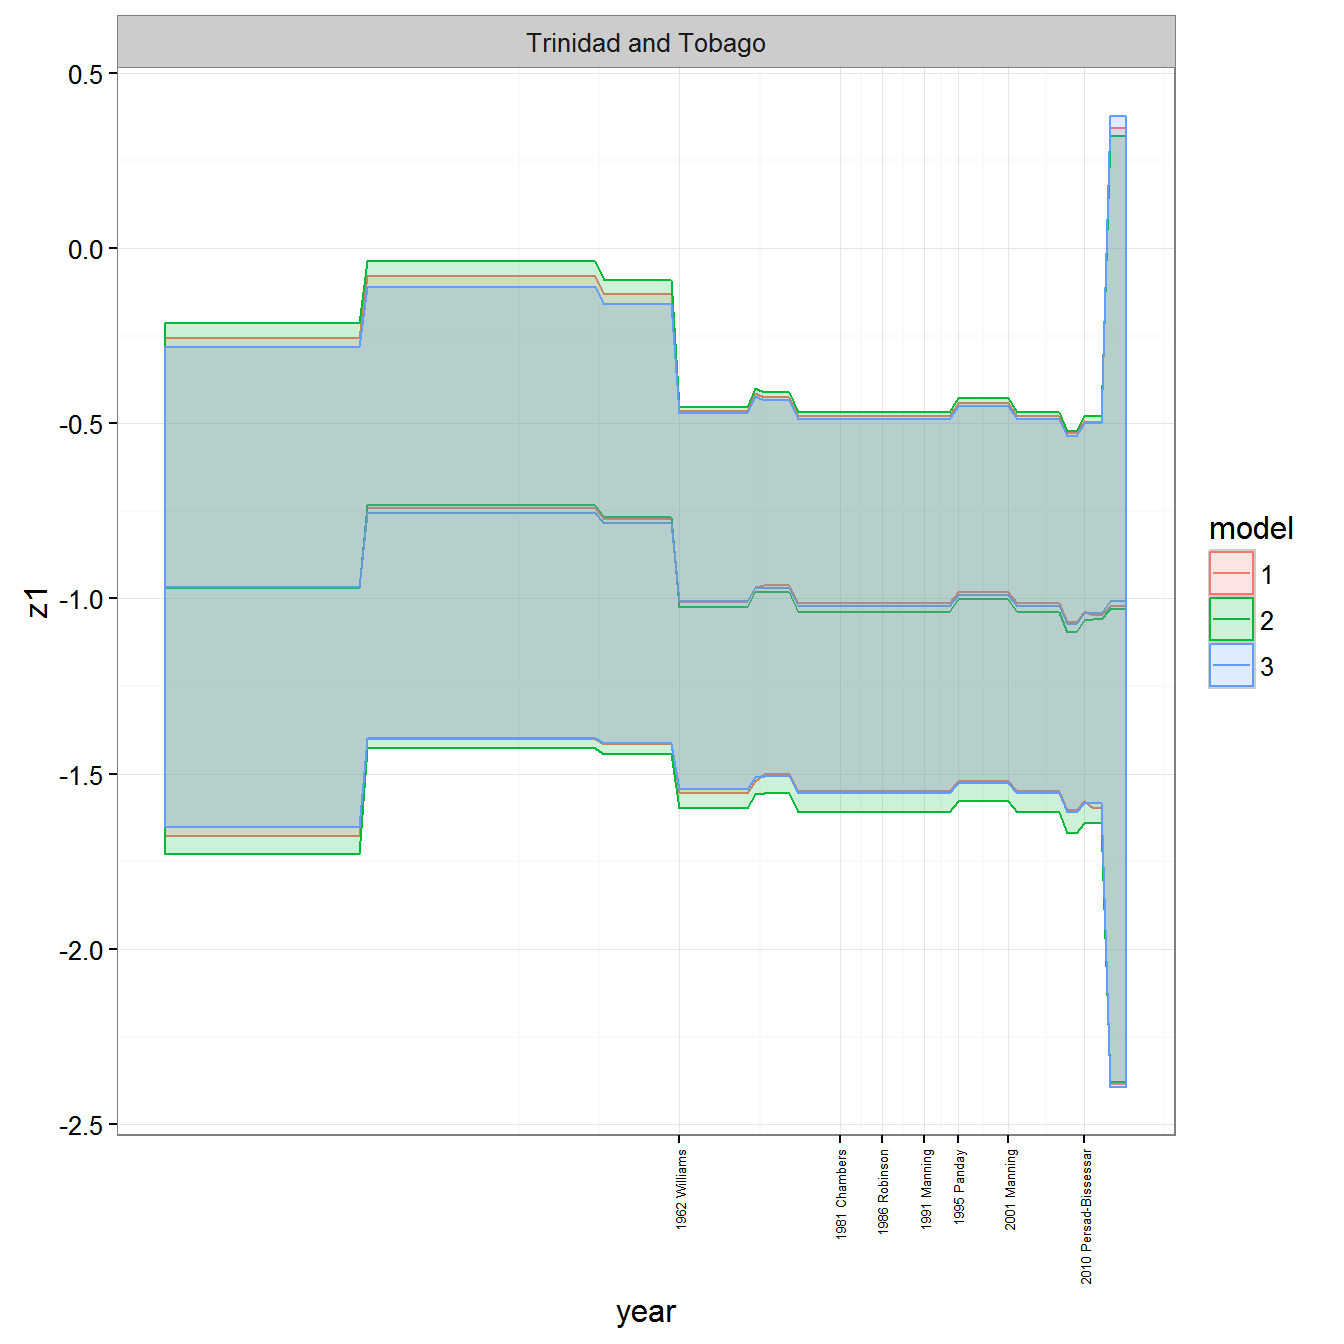 Trinidad and Tobago
0.5
0.0
-0.5
-1.0
-1.5
-2.0
-2.5
z1
1962 Williams
1981 Chambers
1986 Robinson
1991 Manning
1995 Panday
2001 Manning
2010 Persad-Bissessar
year
model
1
2
3